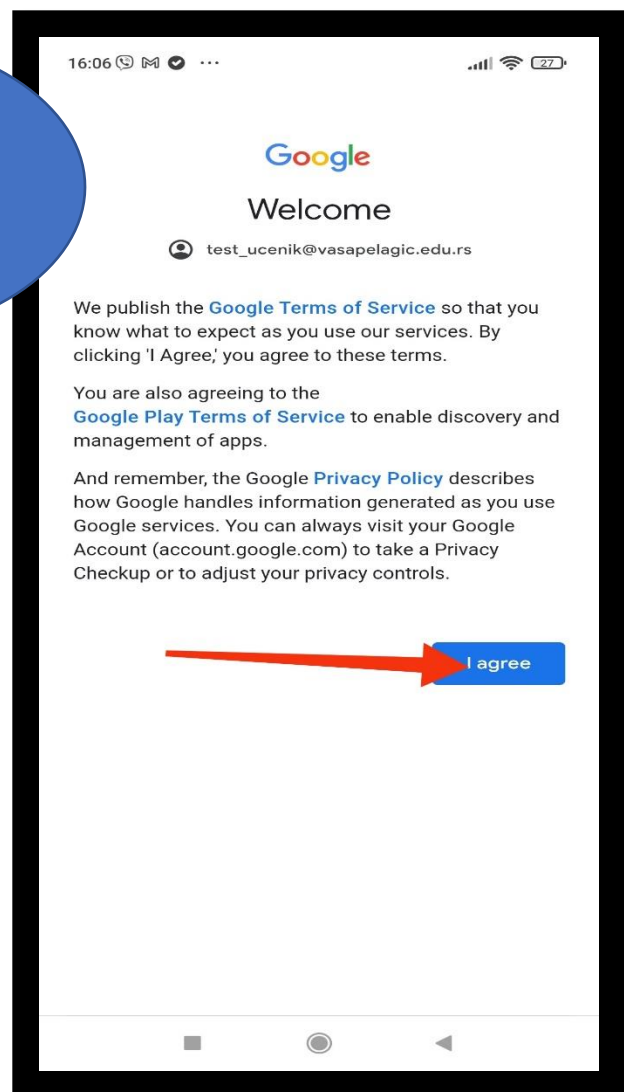 16:06 ...
27
Google
Welcome
test_ucenik@vasapelagic.edu.rs
We publish the Google Terms of Service so that you
know what to expect as you use our services. By
clicking 'I Agree,' you agree to these terms.
You are also agreeing to the
Google Play Terms of Service to enable discovery and
management of apps.
And remember, the Google Privacy Policy describes
how Google handles information generated as you use
Google services. You can always visit your Google
Account (account.google.com) to take a Privacy
Checkup or to adjust your privacy controls.
I agree